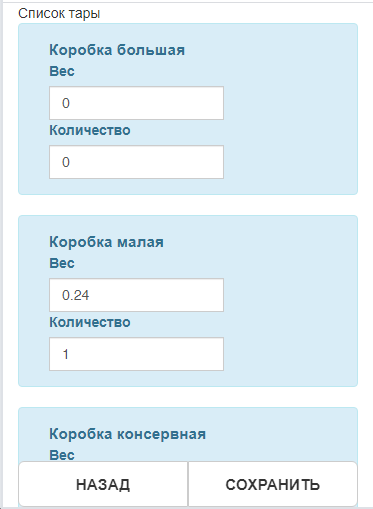 Список тары
Коробка большая
Вес
0
Количество
0
Коробка малая
Вес
0.24
Количество
1
Коробка консервная
Вес
НАЗАД
СОХРАНИТЬ